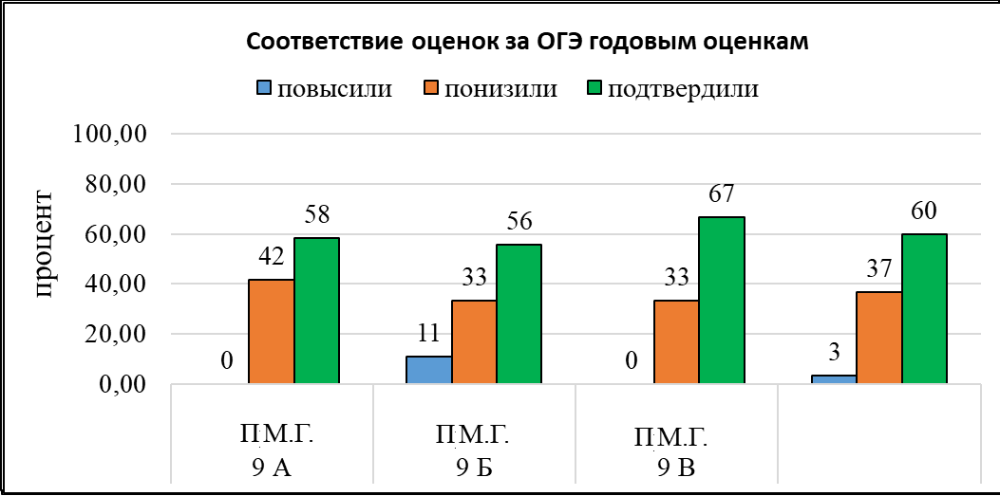 Соответствие оценок за ОГЭ годовым оценкам
повысили понизили подтвердили
процент
100,00
80,00
60,00
40,00
20,00
0,00
0 42 58
11 33 56
0 33 67
3 37 60
П.М.Г. П.М.Г. П.М.Г.
9 А 9 Б 9 В